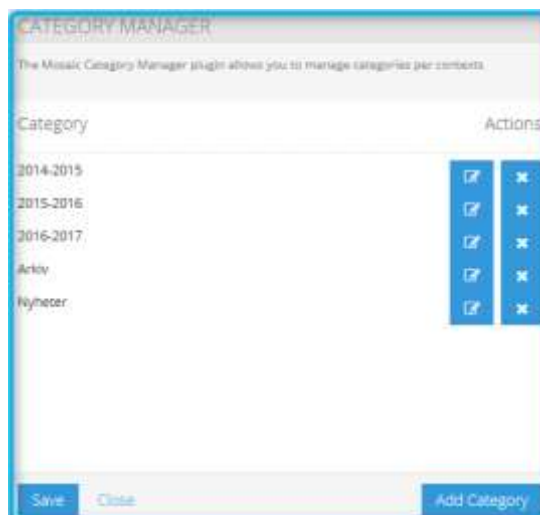 CATEGORY MANAGER
The Mosaic Category Manager plugin allows you to manage categories per contexts
Category Actions
2014-2015
2015-2016
2016-2017
Arkiv
Nyheter
Save Close Add Category